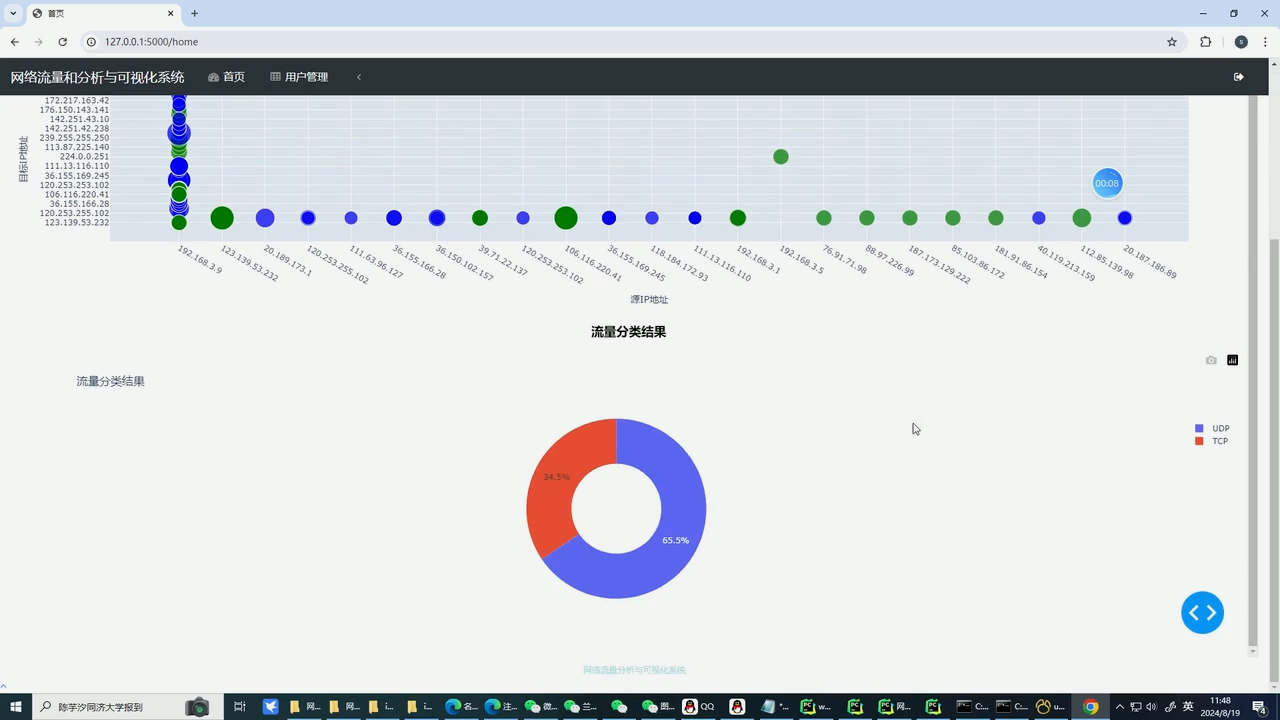 首页
127.0.0.1:5000/home
S
网络流量和分析与可视化系统
首页
用户管理
172.217.163.42
176.150.143.141
142.251.43.10
142.251.42.238
239.255.255.250
113.87.225.140
224.0.0.251
111.13.116.110
36.155.169.245
120.253.253.102
106.116.220.41
36.155.166.28
120.253.255.102
123.139.53.232
目标IP地址
00:08
192.168.3.9
123.139.53.232
20.189.173.1
120.253.255.102
111.63.96.127
36.155.166.28
36.150.102.157
39.71.22.137
120.253.253.102
106.116.220.41
36.155.169.245
118.184.172.93
111.13.116.110
192.168.3.1
192.168.3.5
76.91.71.98
88.97.226.99
187.173.129.222
85.103.86.172
181.91.86.154
40.119.213.159
112.85.139.98
20.187.186.89
源IP地址
流量分类结果
流量分类结果
UDP
TCP
34.5%
65.5%
网络流量分析与可视化系统
陈芋汐同济大学报到
网...
网...
i...
i...
名...
注...
微...
兰...
图...
QQ
w...
网...
C...
C...
u...
英
11:48
2024/8/19